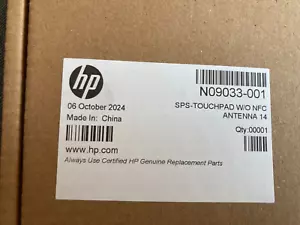 hp
N09033-001
06 October 2024
Made In: China
SPS-TOUCHPAD W/O NFC
ANTENNA 14
Qty:00001
www.hp.com
Always Use Certified HP Genuine Replacement Parts